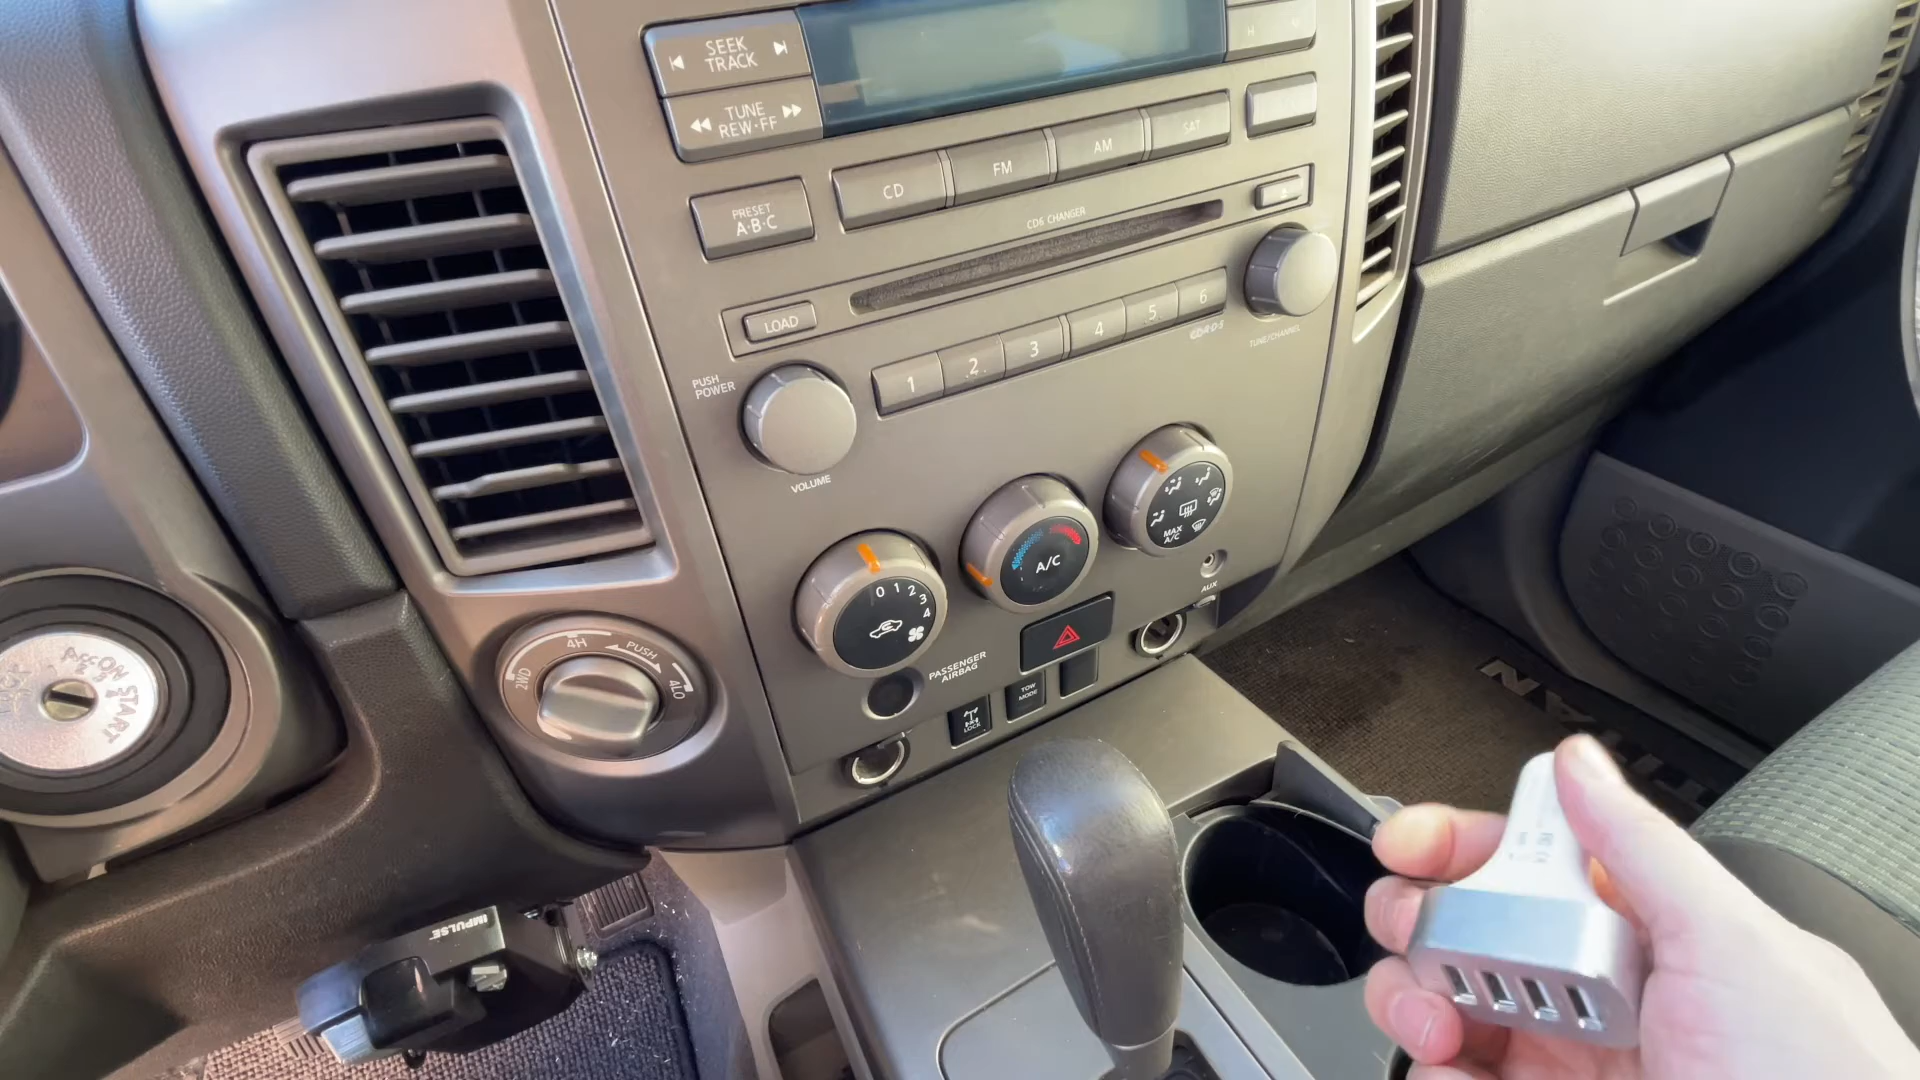 SEEK
TRACK
TUNE
REW·FF
CD
FM
AM
SAT
PRESET
A·B·C
CD6 CHANGER
LOAD
1
2
3
4
5
6
TUNE/CHANNEL
PUSH
POWER
VOLUME
MAX
A/C
A/C
0 1 2 3 4
AUX
PASSENGER
AIRBAG
TOW
MODE
LOCK
2WD
4H
PUSH
4LO
ACC
ON
START
IMPULSE